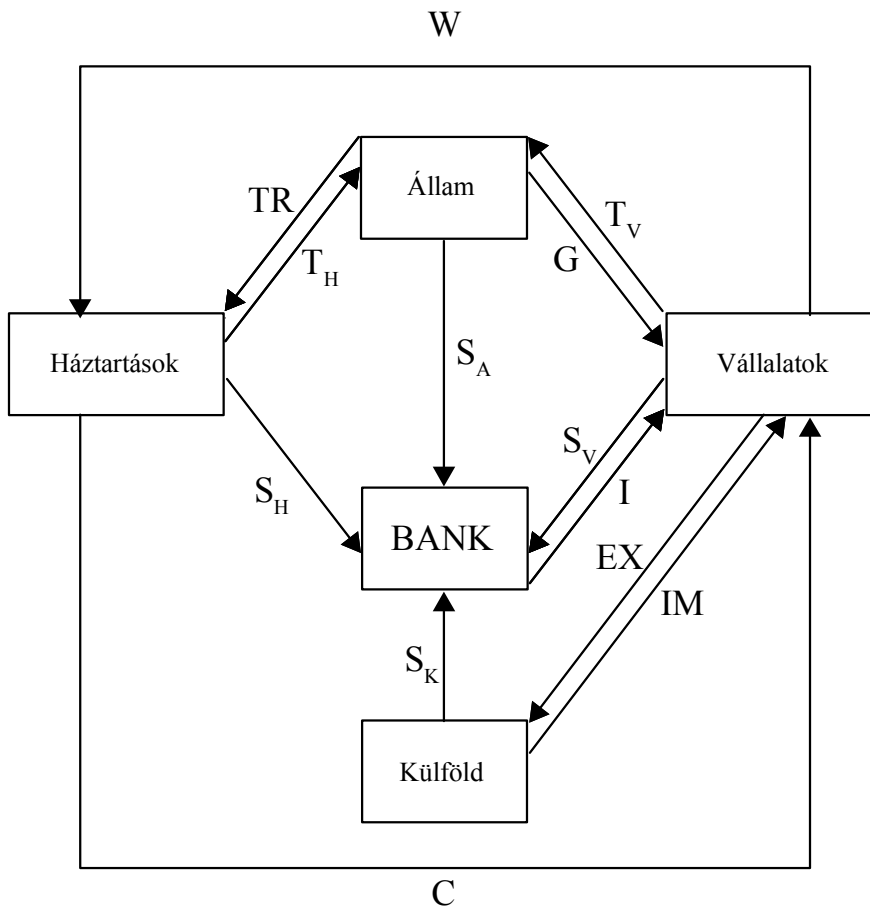 W
Állam
TR
T_H
T_V
G
Háztartások
Vállalatok
S_A
S_H
S_V
I
BANK
EX
IM
S_K
Külföld
C